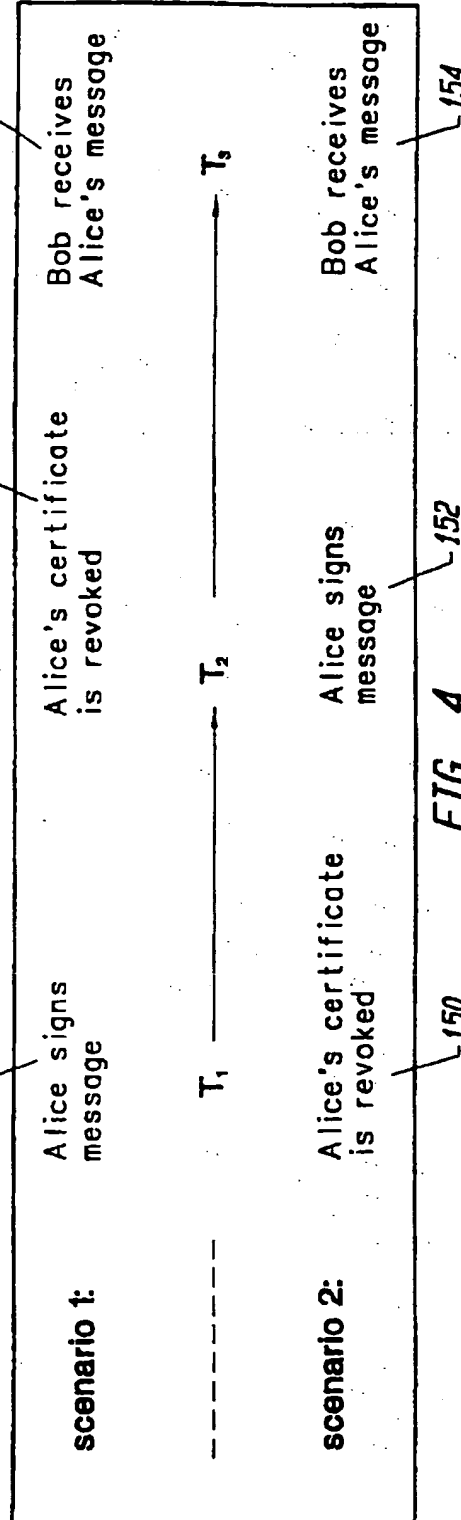 scenario 1:
Alice signs
message
Alice's certificate
is revoked
Bob receives
Alice's message
T₁
T₂
T₃
scenario 2:
Alice's certificate
is revoked
Alice signs
message
Bob receives
Alice's message
150
152
154
FIG. 4